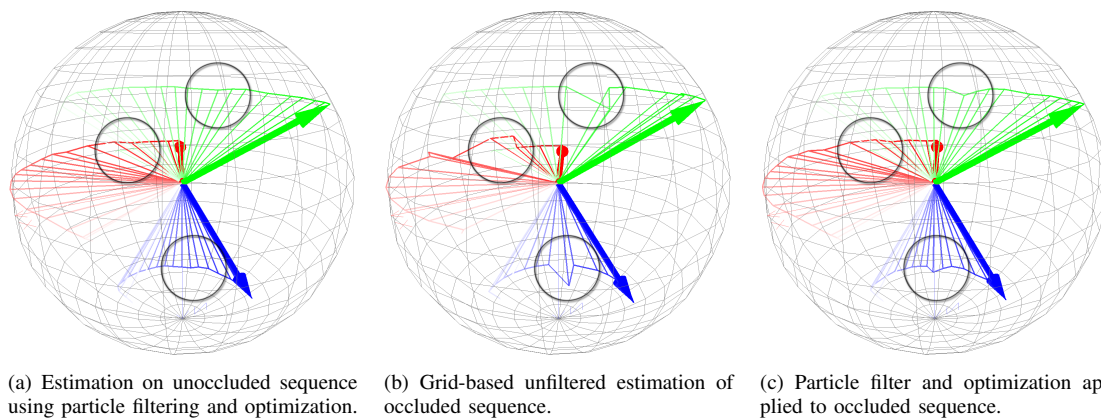 (a) Estimation on unoccluded sequence
using particle filtering and optimization.
(b) Grid-based unfiltered estimation of
occluded sequence.
(c) Particle filter and optimization ap
plied to occluded sequence.